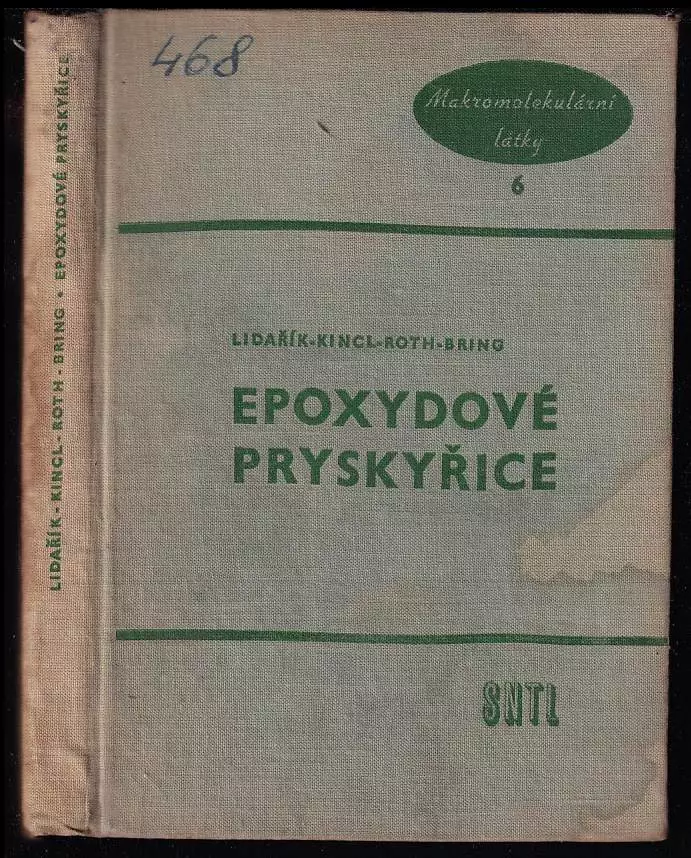 468
Makromolekulární
látky
6
LIDAŘÍK-KINCL-ROTH-BRING
EPOXYDOVÉ
PRYSKYŘICE
SNTL
LIDAŘÍK - KINCL - ROTH - BRING • EPOXYDOVÉ PRYSKYŘICE